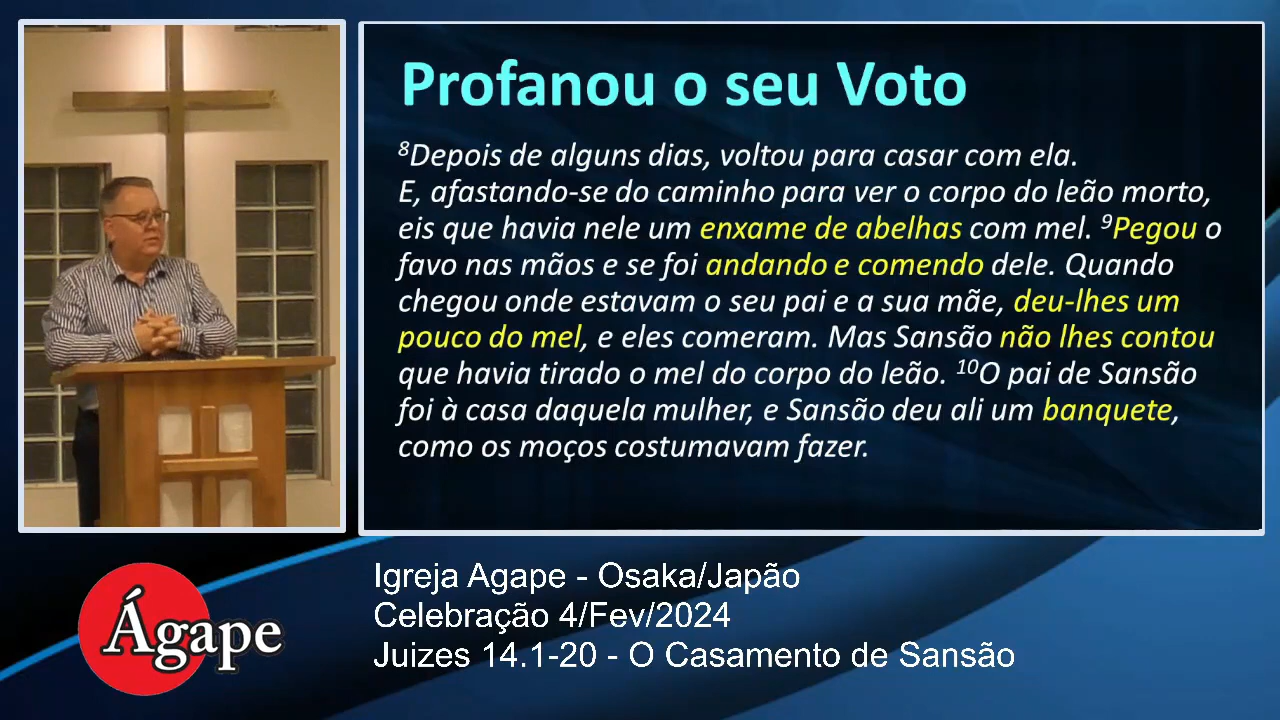 Profanou o seu Voto
⁸Depois de alguns dias, voltou para casar com ela.
E, afastando-se do caminho para ver o corpo do leão morto,
eis que havia nele um enxame de abelhas com mel. ⁹Pegou o
favo nas mãos e se foi andando e comendo dele. Quando
chegou onde estavam o seu pai e a sua mãe, deu-lhes um
pouco do mel, e eles comeram. Mas Sansão não lhes contou
que havia tirado o mel do corpo do leão. ¹⁰O pai de Sansão
foi à casa daquela mulher, e Sansão deu ali um banquete,
como os moços costumavam fazer.
Ágape
Igreja Agape - Osaka/Japão
Celebração 4/Fev/2024
Juizes 14.1-20 - O Casamento de Sansão